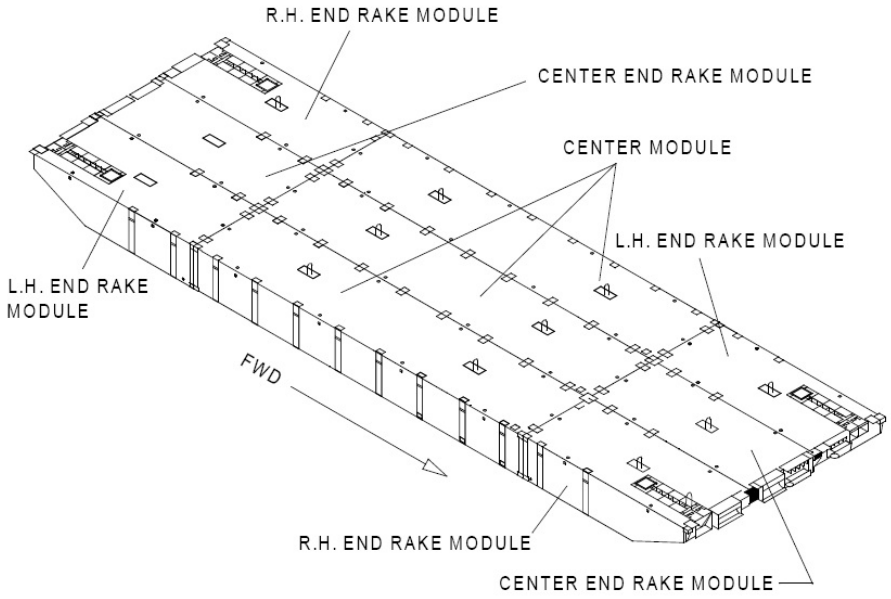 R.H. END RAKE MODULE
CENTER END RAKE MODULE
CENTER MODULE
L.H. END RAKE MODULE
L.H. END RAKE
MODULE
FWD
R.H. END RAKE MODULE
CENTER END RAKE MODULE